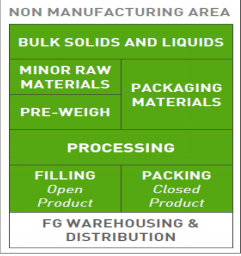 NON MANUFACTURING AREA
BULK SOLIDS AND LIQUIDS
MINOR RAW
MATERIALS
PACKAGING
MATERIALS
PRE-WEIGH
PROCESSING
FILLING
Open
Product
PACKING
Closed
Product
FG WAREHOUSING &
DISTRIBUTION